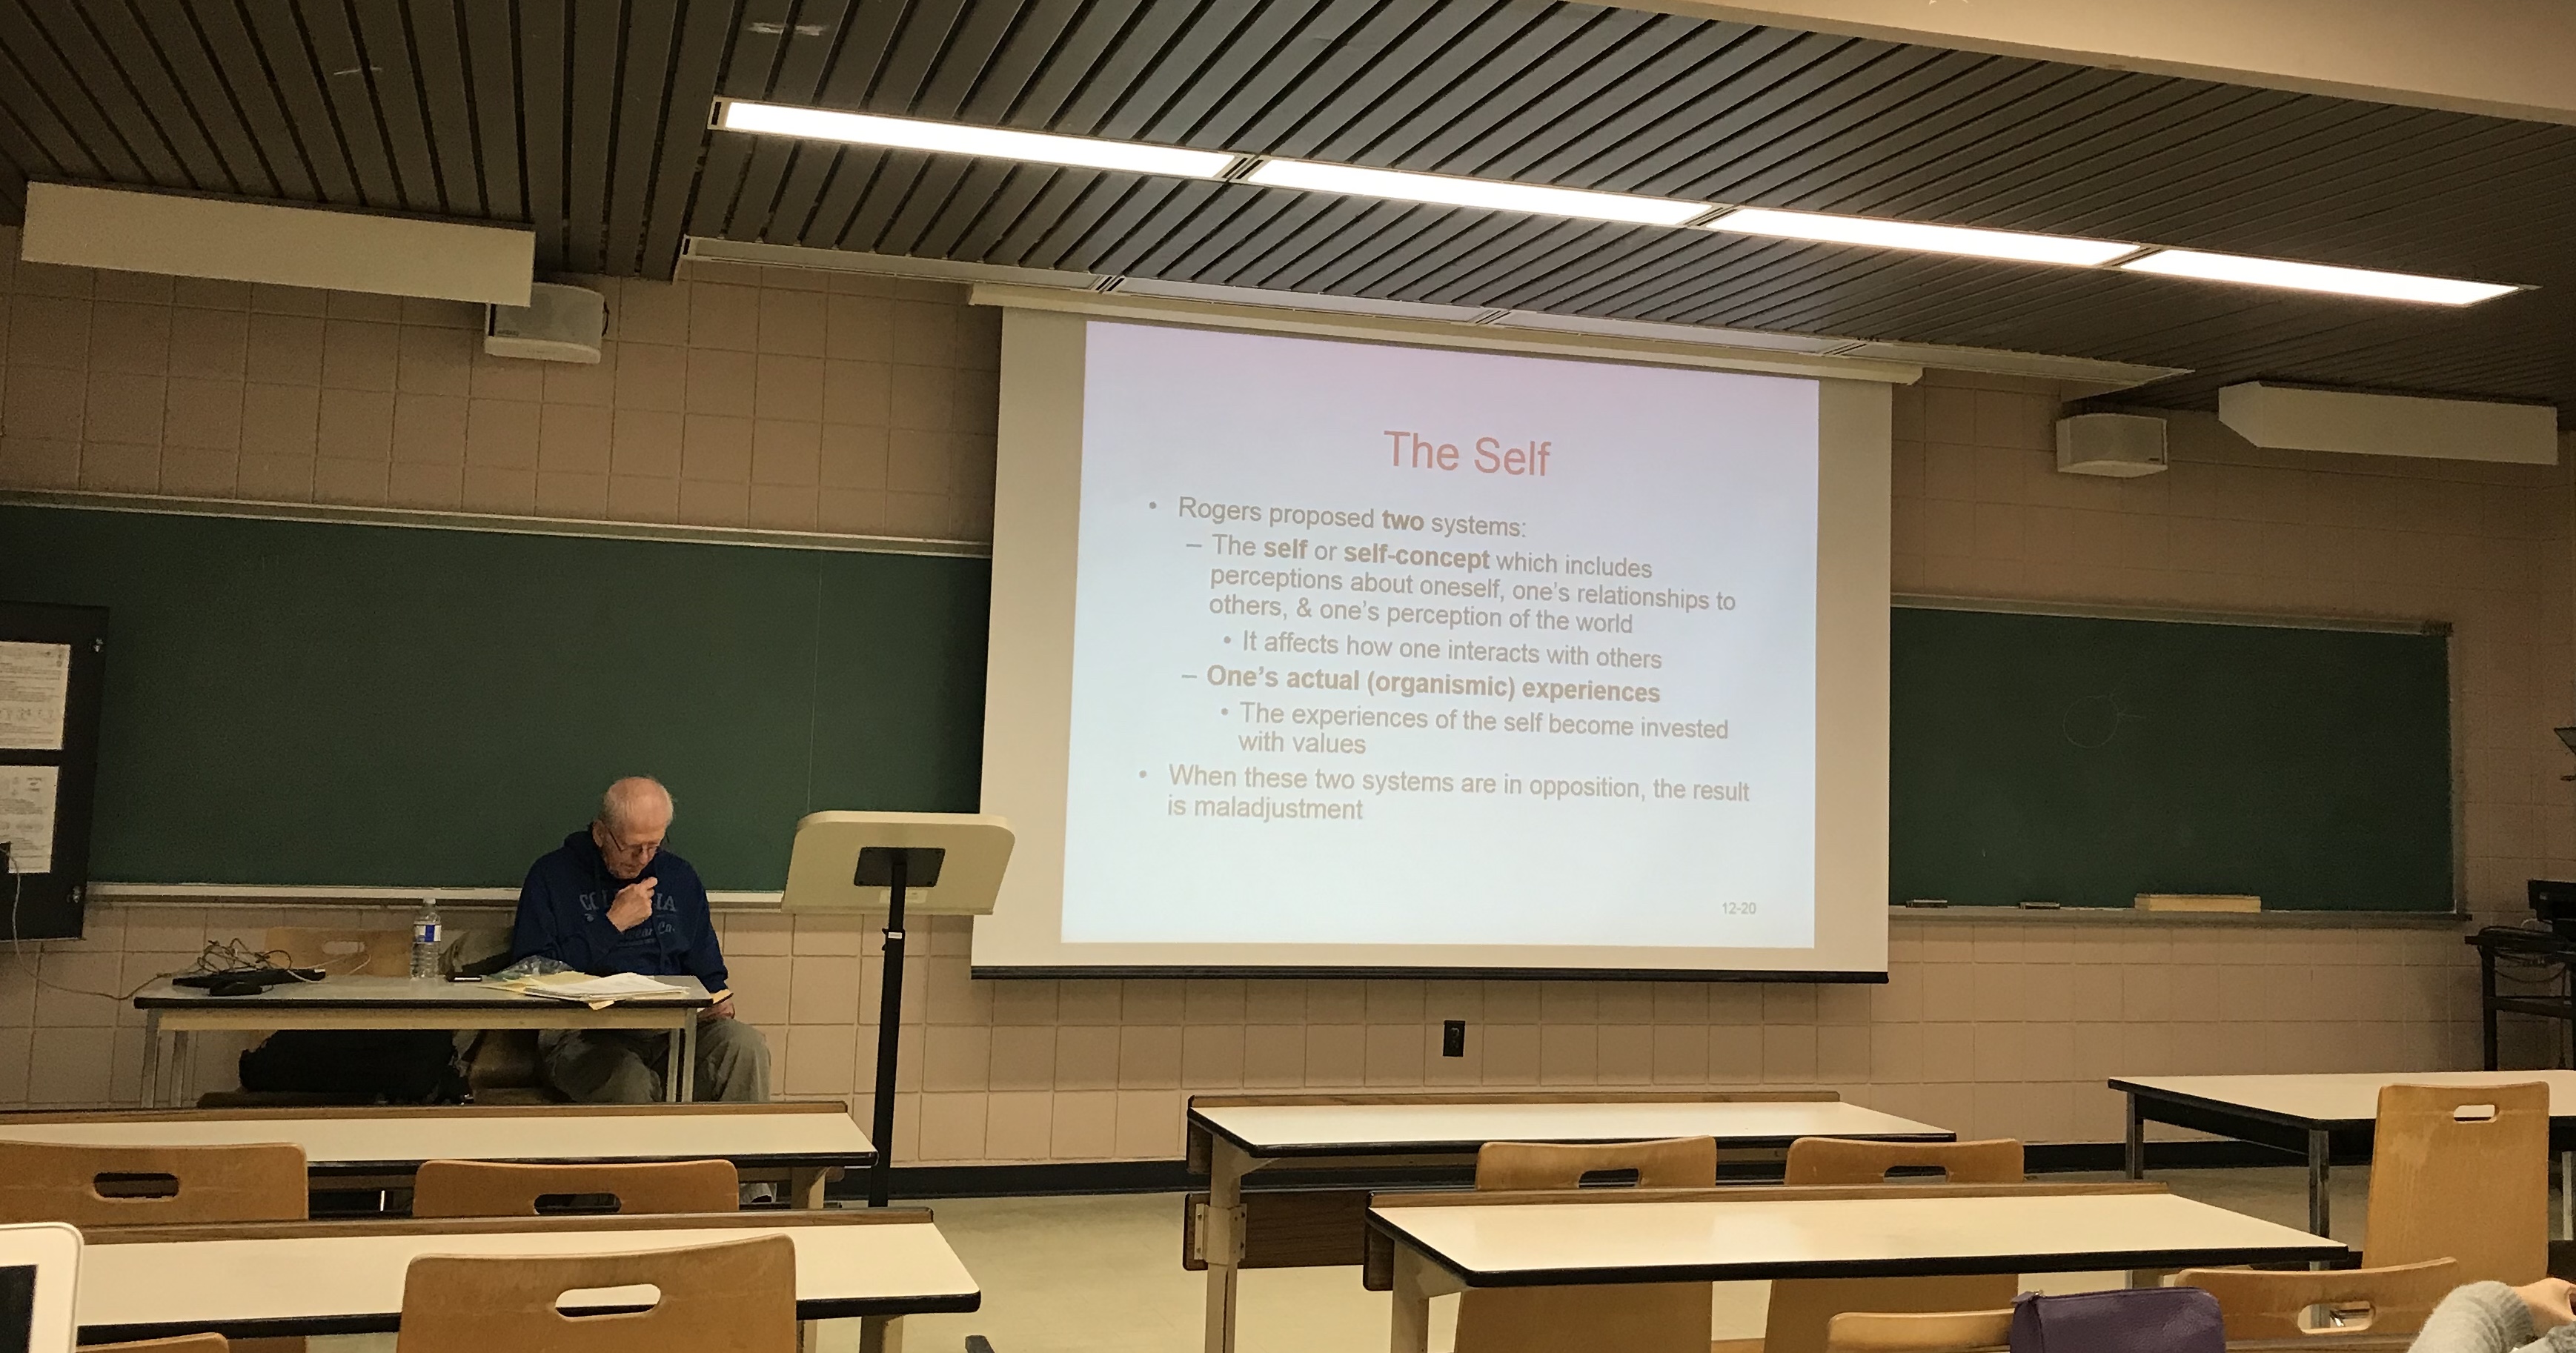 The Self
• Rogers proposed two systems:
– The self or self-concept which includes
perceptions about oneself, one's relationships to
others, & one's perception of the world
• It affects how one interacts with others
– One's actual (organismic) experiences
• The experiences of the self become invested
with values
• When these two systems are in opposition, the result
is maladjustment
12-20